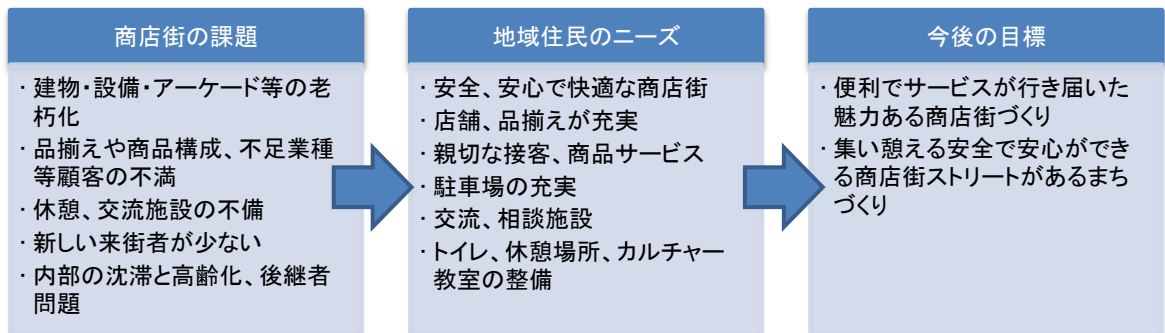 商店街の課題
・建物・設備・アーケード等の老
朽化
・品揃えや商品構成、不足業種
等顧客の不満
・休憩、交流施設の不備
・新しい来街者が少ない
・内部の沈滞と高齢化、後継者
問題
地域住民のニーズ
・安全、安心で快適な商店街
・店舗、品揃えが充実
・親切な接客、商品サービス
・駐車場の充実
・交流、相談施設
・トイレ、休憩場所、カルチャー
教室の整備
今後の目標
・便利でサービスが行き届いた
魅力ある商店街づくり
・集い憩える安全で安心ができ
る商店街ストリートがあるまち
づくり